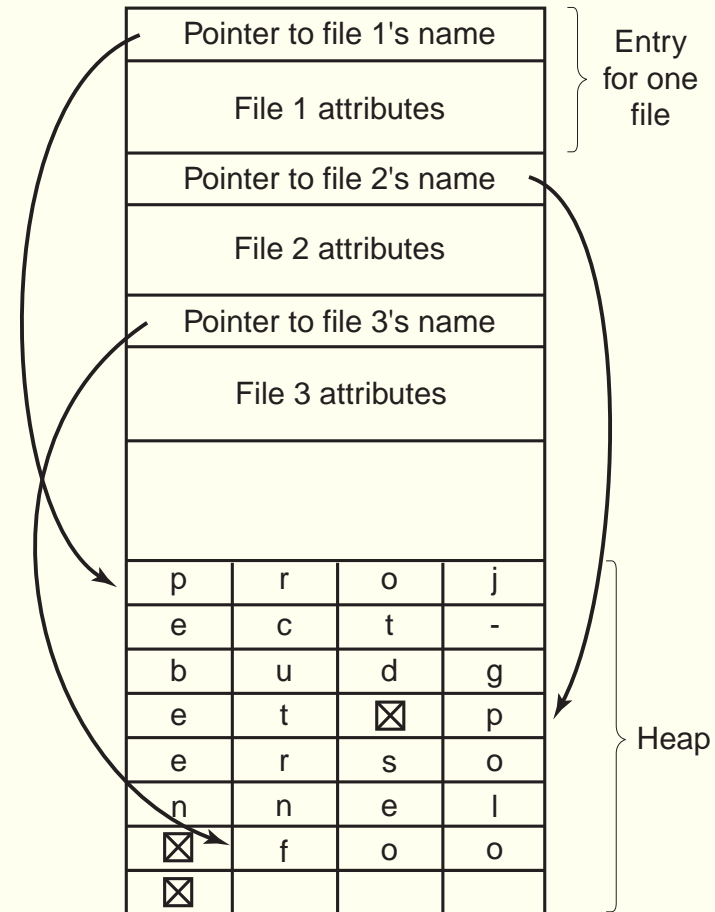 Pointer to file 1's name
Entry
for one
file
File 1 attributes
Pointer to file 2's name
File 2 attributes
Pointer to file 3's name
File 3 attributes
p r o j
e c t -
b u d g
e t ☒ p
e r s o
n n e l
☒ f o o
☒
Heap